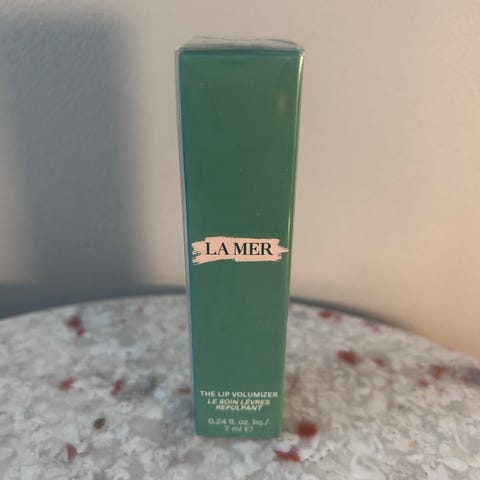 LA MER
THE LIP VOLUMIZER
LE SOIN LÈVRES
REPULPANT
0.24 fl. oz. liq./
7 ml ℮